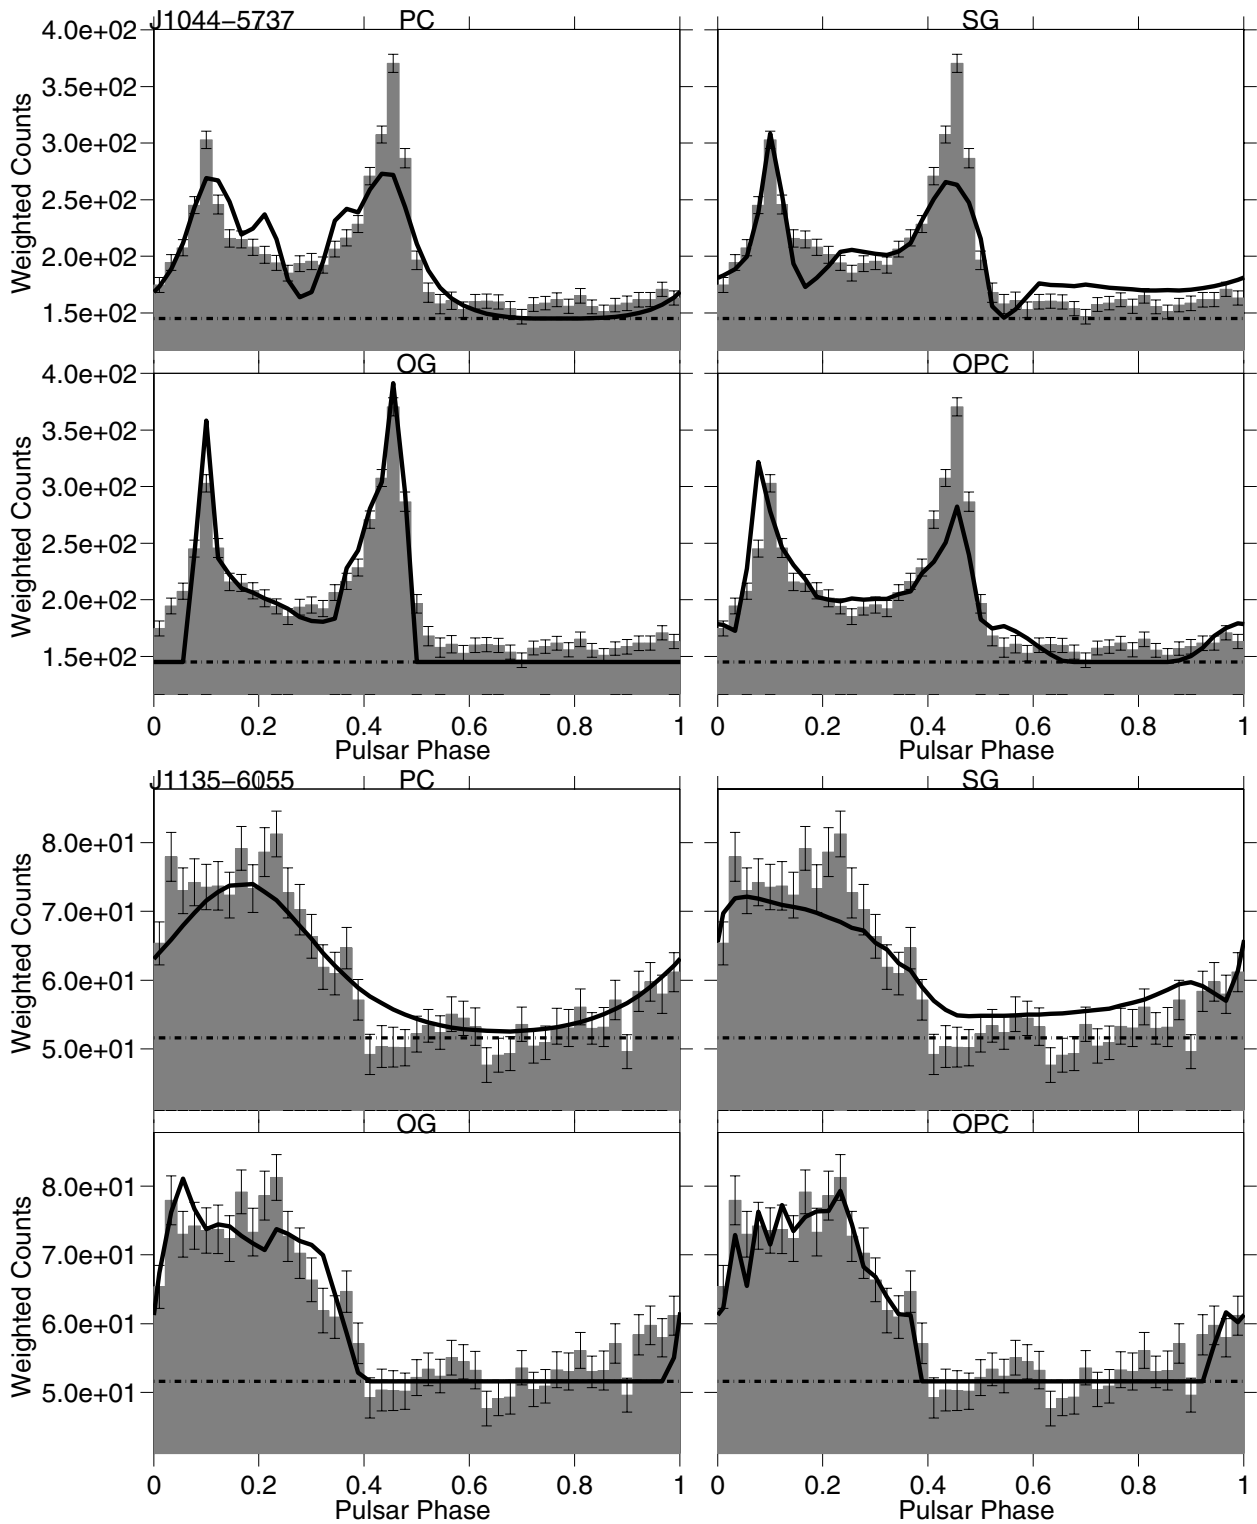 J1044−5737 PC SG
4.0e+02
3.5e+02
3.0e+02
2.5e+02
2.0e+02
1.5e+02
Weighted Counts
OG OPC
4.0e+02
3.5e+02
3.0e+02
2.5e+02
2.0e+02
1.5e+02
Weighted Counts
0 0.2 0.4 0.6 0.8 1 0 0.2 0.4 0.6 0.8 1
Pulsar Phase Pulsar Phase
J1135−6055 PC SG
8.0e+01
7.0e+01
6.0e+01
5.0e+01
Weighted Counts
OG OPC
8.0e+01
7.0e+01
6.0e+01
5.0e+01
Weighted Counts
0 0.2 0.4 0.6 0.8 1 0 0.2 0.4 0.6 0.8 1
Pulsar Phase Pulsar Phase